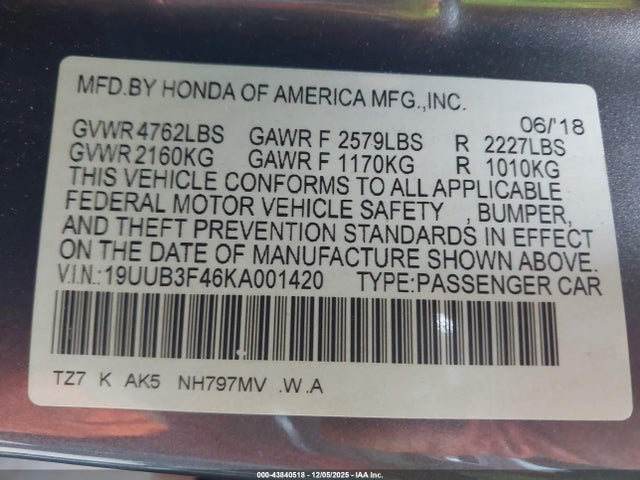 MFD.BY HONDA OF AMERICA MFG.,INC.
06/'18
GVWR 4762LBS GAWR F 2579LBS R 2227LBS
GVWR 2160KG GAWR F 1170KG R 1010KG
THIS VEHICLE CONFORMS TO ALL APPLICABLE
FEDERAL MOTOR VEHICLE SAFETY , BUMPER,
AND THEFT PREVENTION STANDARDS IN EFFECT
ON THE DATE OF MANUFACTURE SHOWN ABOVE.
V.I.N.:19UUB3F46KA001420 TYPE:PASSENGER CAR
TZ7 K AK5 NH797MV .W.A
000-43840518 - 12/05/2025 - IAA Inc.